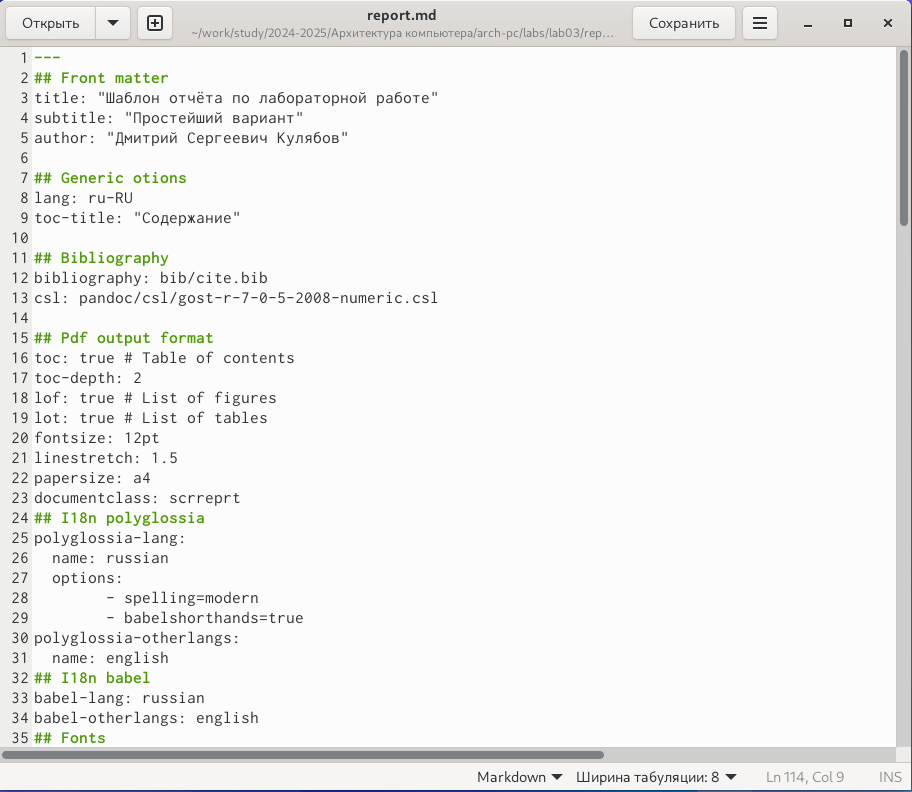 Открыть
report.md
~/work/study/2024-2025/Архитектура компьютера/arch-pc/labs/lab03/rep...
Сохранить
1 ---
2 ## Front matter
3 title: "Шаблон отчёта по лабораторной работе"
4 subtitle: "Простейший вариант"
5 author: "Дмитрий Сергеевич Кулябов"
6
7 ## Generic otions
8 lang: ru-RU
9 toc-title: "Содержание"
10
11 ## Bibliography
12 bibliography: bib/cite.bib
13 csl: pandoc/csl/gost-r-7-0-5-2008-numeric.csl
14
15 ## Pdf output format
16 toc: true # Table of contents
17 toc-depth: 2
18 lof: true # List of figures
19 lot: true # List of tables
20 fontsize: 12pt
21 linestretch: 1.5
22 papersize: a4
23 documentclass: scrreprt
24 ## I18n polyglossia
25 polyglossia-lang:
26   name: russian
27   options:
28         - spelling=modern
29         - babelshorthands=true
30 polyglossia-otherlangs:
31   name: english
32 ## I18n babel
33 babel-lang: russian
34 babel-otherlangs: english
35 ## Fonts
Markdown Ширина табуляции: 8 Ln 114, Col 9 INS